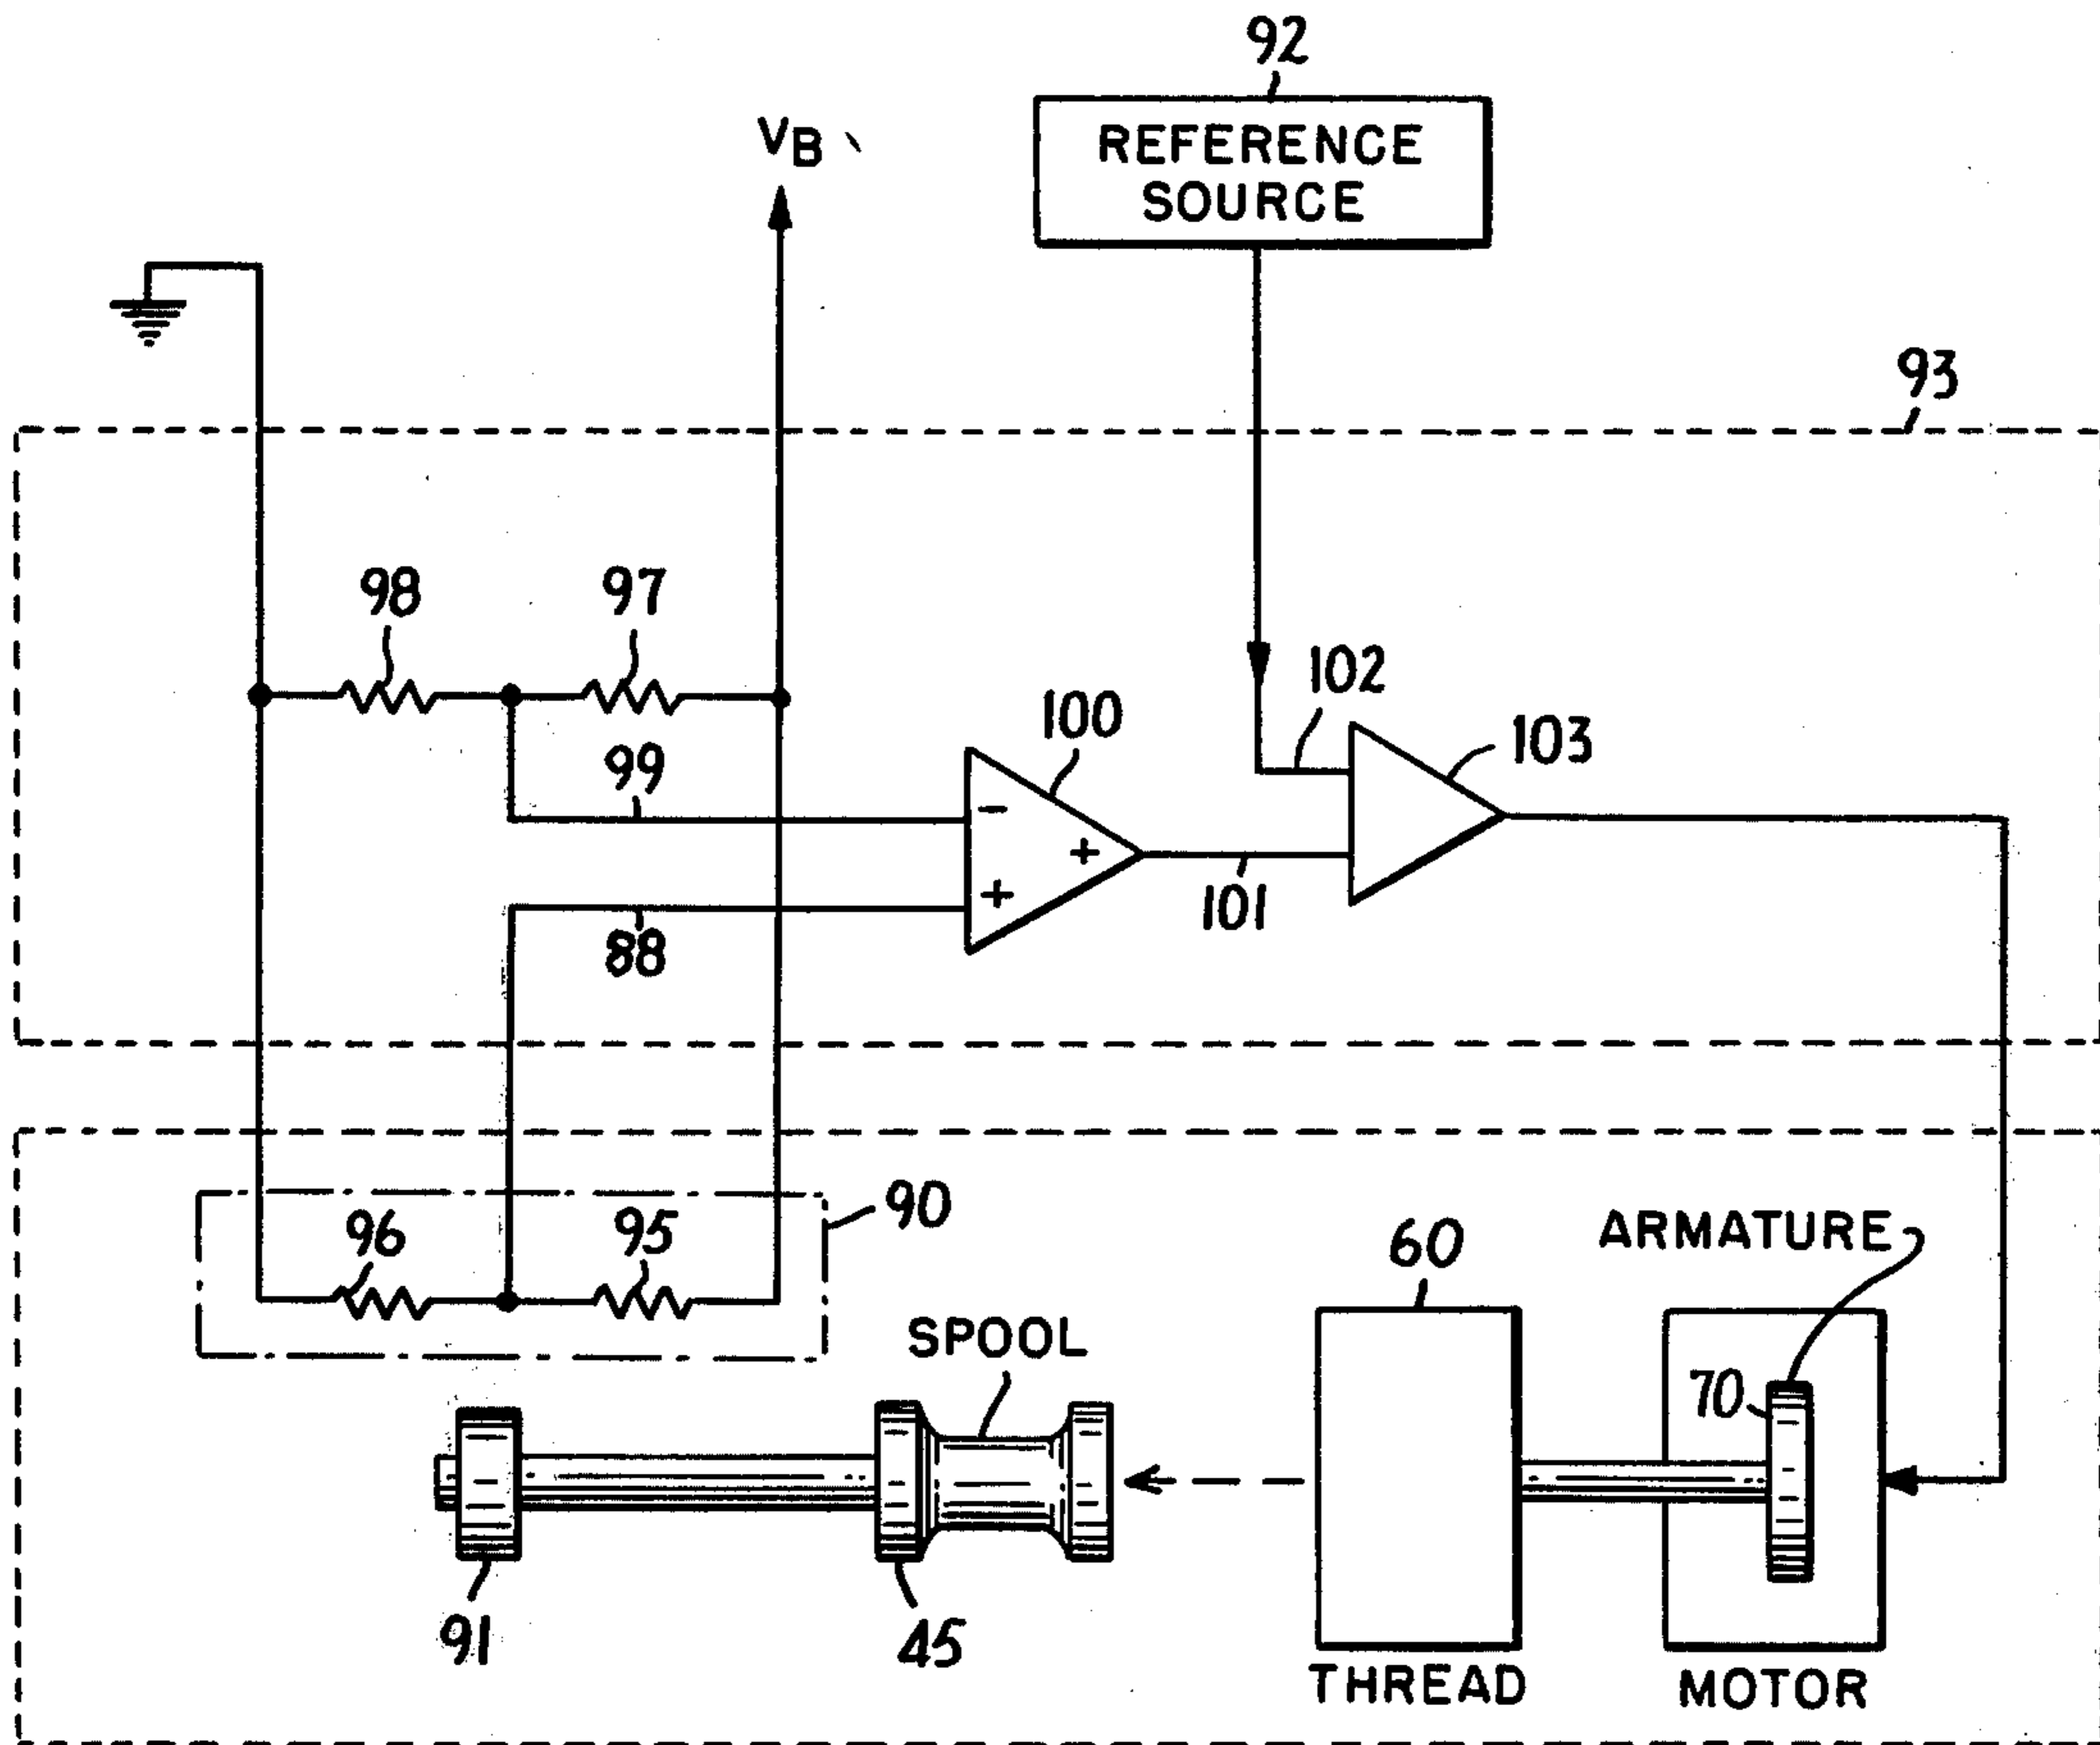 92
VB
REFERENCE
SOURCE
93
98
97
102
100
103
99
-
+
+
101
88
90
96
95
60
ARMATURE
SPOOL
70
91
45
THREAD
MOTOR